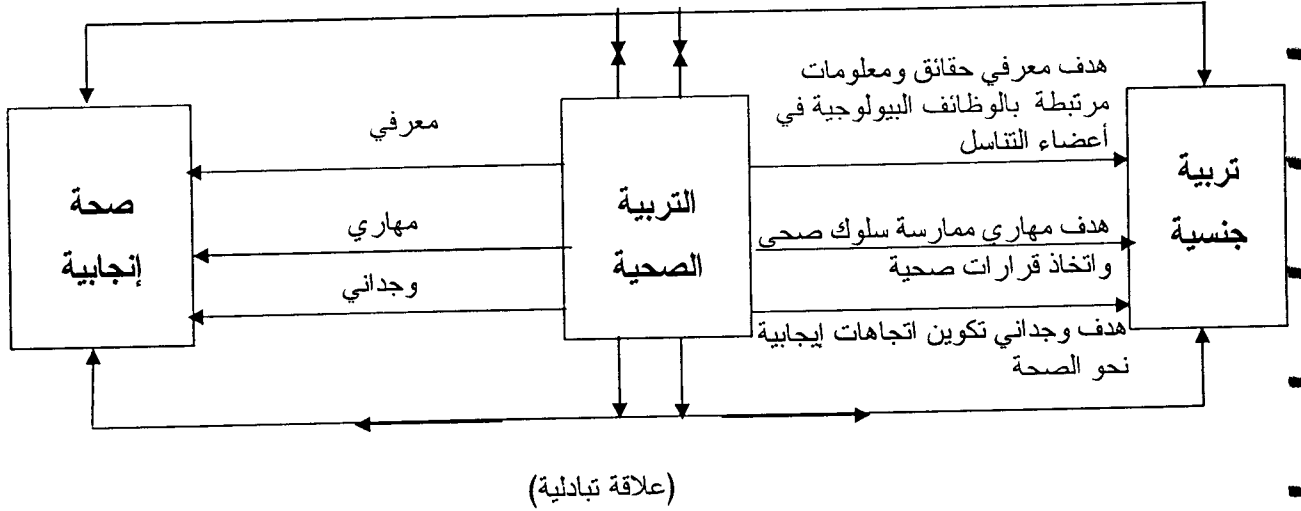 هدف معرفي حقائق ومعلومات
مرتبطة بالوظائف البيولوجية في
أعضاء التناسل
معرفي
تربية
جنسية
التربية
الصحية
صحة
إنجابية
هدف مهاري ممارسة سلوك صحى
واتخاذ قرارات صحية
مهاري
هدف وجداني تكوين اتجاهات إيجابية
نحو الصحة
وجداني
(علاقة تبادلية)